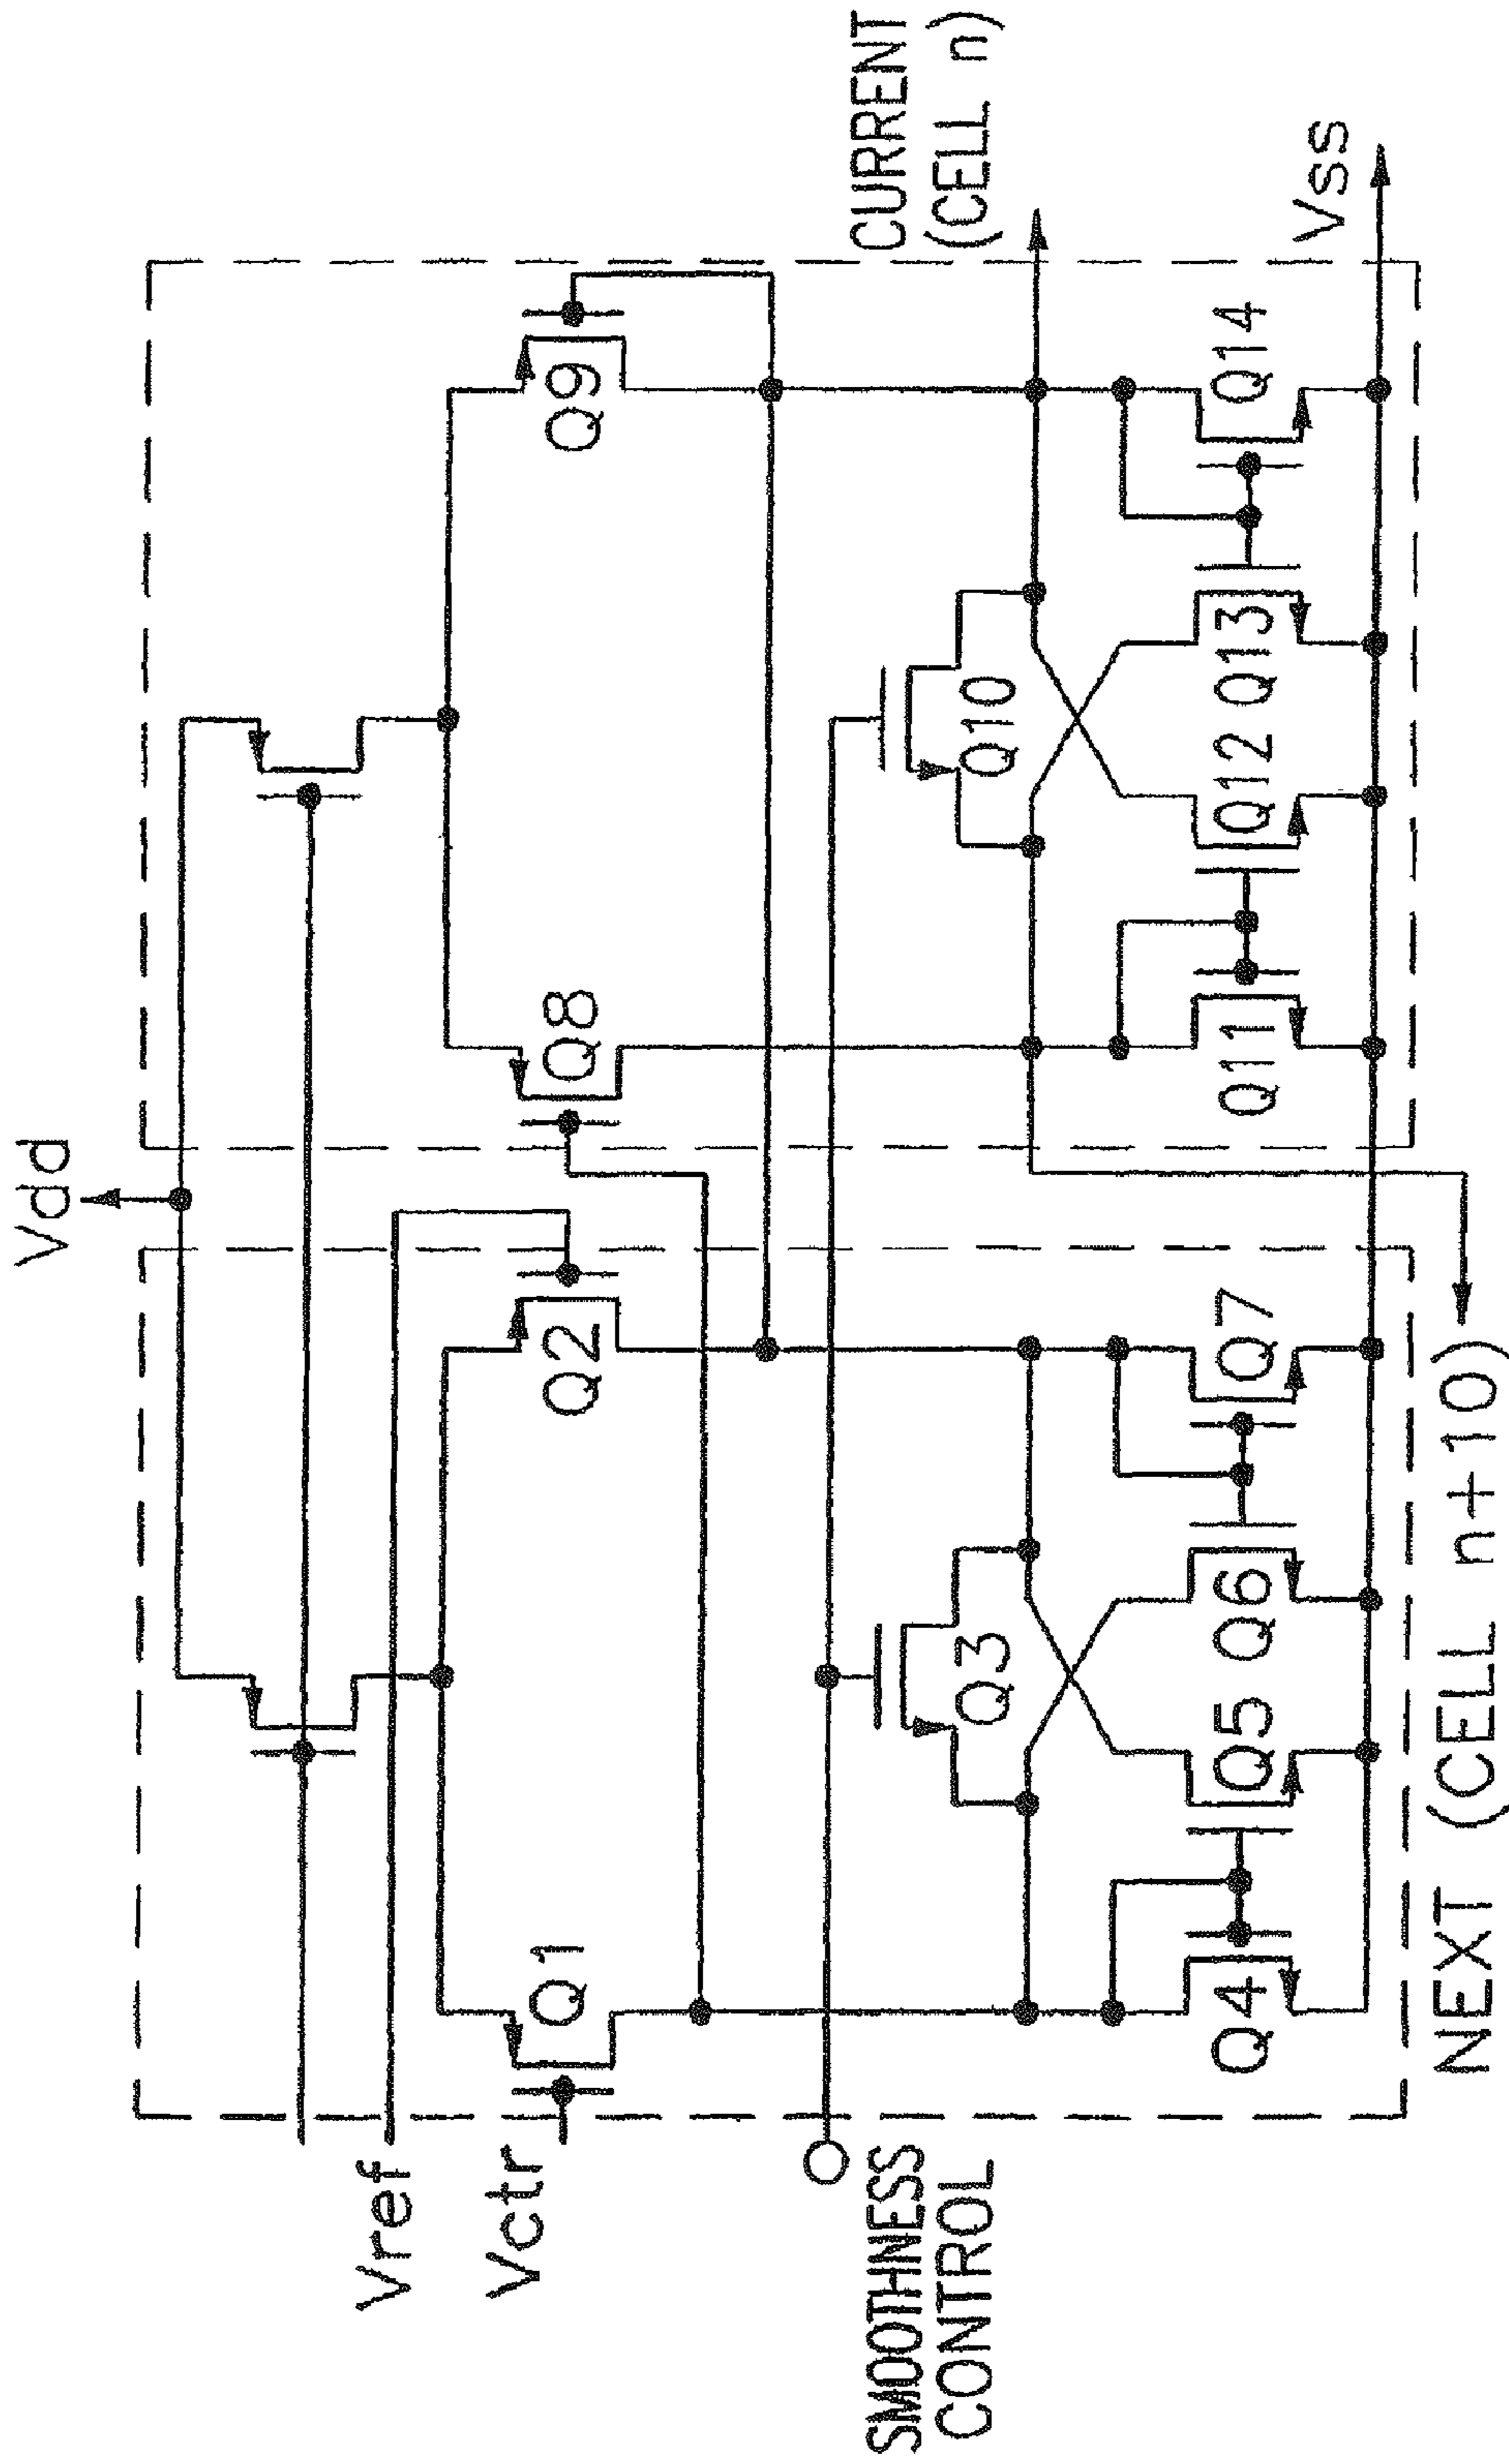 Vdd
Vref
Vctr
Q1
Q2
Q8
Q9
SMOOTHNESS
CONTROL
Q3
Q10
CURRENT
(CELL n)
Q4
Q5
Q6
Q7
Q11
Q12
Q13
Q14
Vss
NEXT (CELL n+10)